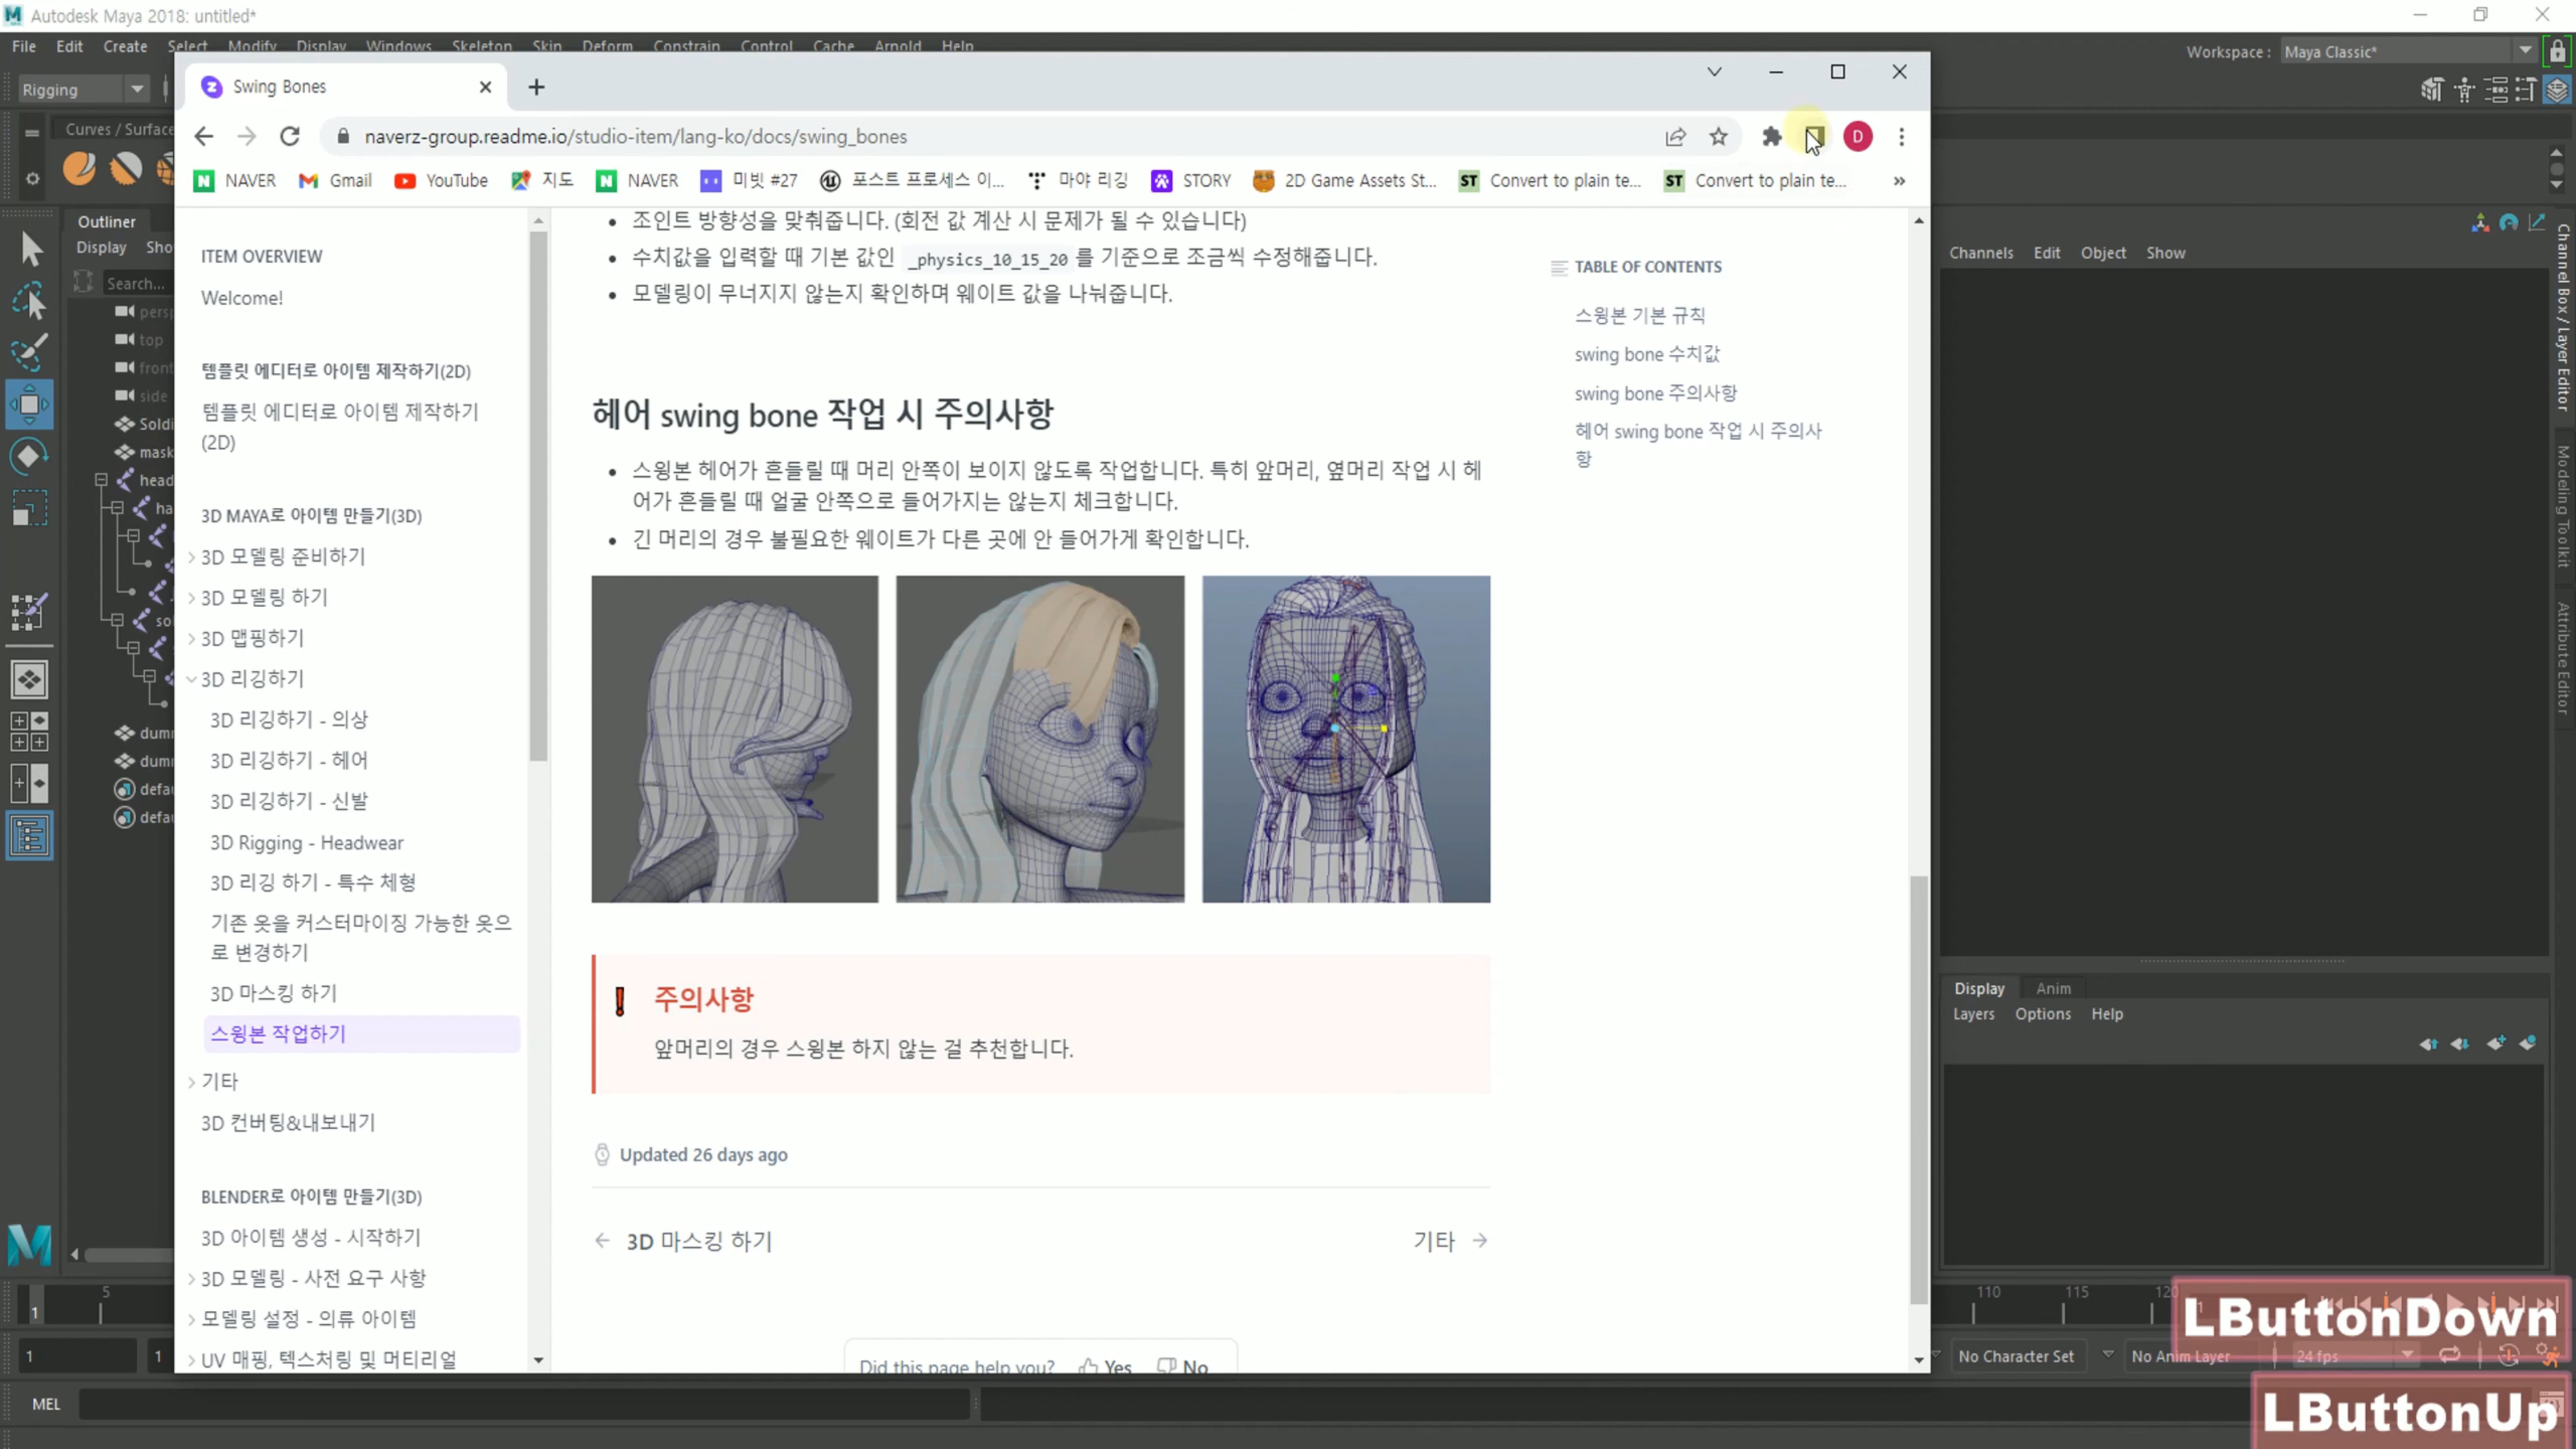 Autodesk Maya 2018: untitled*
File Edit Create Select Modify Display Windows Skeleton Skin Deform Constrain Control Cache Arnold Help
Workspace : Maya Classic*
Rigging
Swing Bones
naverz-group.readme.io/studio-item/lang-ko/docs/swing_bones
D
NAVER Gmail YouTube 지도 NAVER 미빗 #27 포스트 프로세스 이... 마야 리깅 STORY 2D Game Assets St... ST Convert to plain te... ST Convert to plain te... »
Curves / Surface
Outliner
Display Sho
Search...
persp
top
front
side
Soldi
mask
head
ha
so
dum
dum
defa
defa
ITEM OVERVIEW
Welcome!
템플릿 에디터로 아이템 제작하기(2D)
템플릿 에디터로 아이템 제작하기
(2D)
3D MAYA로 아이템 만들기(3D)
3D 모델링 준비하기
3D 모델링 하기
3D 맵핑하기
3D 리깅하기
3D 리깅하기 - 의상
3D 리깅하기 - 헤어
3D 리깅하기 - 신발
3D Rigging - Headwear
3D 리깅 하기 - 특수 체형
기존 옷을 커스터마이징 가능한 옷으
로 변경하기
3D 마스킹 하기
스윙본 작업하기
기타
3D 컨버팅&내보내기
BLENDER로 아이템 만들기(3D)
3D 아이템 생성 - 시작하기
3D 모델링 - 사전 요구 사항
모델링 설정 - 의류 아이템
UV 매핑, 텍스처링 및 머티리얼
조인트 방향성을 맞춰줍니다. (회전 값 계산 시 문제가 될 수 있습니다)
수치값을 입력할 때 기본 값인 _physics_10_15_20 를 기준으로 조금씩 수정해줍니다.
모델링이 무너지지 않는지 확인하며 웨이트 값을 나눠줍니다.
헤어 swing bone 작업 시 주의사항
스윙본 헤어가 흔들릴 때 머리 안쪽이 보이지 않도록 작업합니다. 특히 앞머리, 옆머리 작업 시 헤
어가 흔들릴 때 얼굴 안쪽으로 들어가지는 않는지 체크합니다.
긴 머리의 경우 불필요한 웨이트가 다른 곳에 안 들어가게 확인합니다.
주의사항
앞머리의 경우 스윙본 하지 않는 걸 추천합니다.
Updated 26 days ago
← 3D 마스킹 하기
기타 →
Did this page help you? Yes No
TABLE OF CONTENTS
스윙본 기본 규칙
swing bone 수치값
swing bone 주의사항
헤어 swing bone 작업 시 주의사
항
Channels Edit Object Show
Channel Box / Layer Editor
Modeling Toolkit
Attribute Editor
Display Anim
Layers Options Help
1 5 110 115 120
1 1
No Character Set No Anim Layer 24 fps
MEL
LButtonDown
LButtonUp